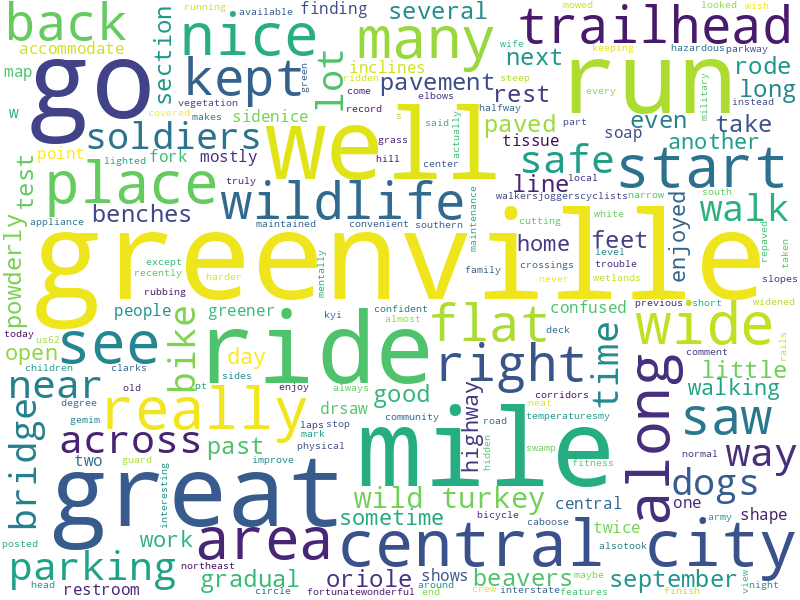 back
nice
many
trailhead
go
run
accommodate
section
several
inclines
finding
available
looked
wish
running
mowed
keeping
hazardous
parkway
map
kept
lot
pavement
next
rode
long
green
ridden
wife
steep
every
military
instead
w
vegetation
come
elbows
rest
covered
makes
record
halfway
part
soldiers
sidenice
well
s
said
actually
paved
soap
even
take
another
point
lighted
fork
mostly
grass
hill
center
tissue
safe
start
test
place
truly
wildlife
line
local
walkersjoggerscyclists
narrow
south
benches
appliance
maintained
convenient
southern
maintenance
cutting
white
walk
powderly
greenville
home
feet
enjoyed
repaved
taken
except
recently
harder
mentally
family
crossings
level
trouble
never
wetlands
slopes
rubbing
people
greener
ride
confident
flat
confused
previous
short
widened
today
us62
see
bike
kyi
almost
deck
wide
open
children
clarks
day
sides
enjoy
always
right
time
along
comment
rails
little
near
old
pt
good
highway
corridors
walking
degree
gemim
really
drsaw
community
road
temperaturesmy
neat
saw
bridge
across
past
laps
stop
mark
physical
mile
hidden
swamp
fitness
normal
way
two
guard
interesting
improve
great
wild turkey
central
one
dogs
shape
posted
work
area
sometime
bicycle
caboose
twice
army
central
city
alsotook
parking
northeast
head
restroom
gradual
circle
oriole
shows
fortunatewonderful
around
end
beavers
crew
interstate
features
maybe
september
finish
view
night